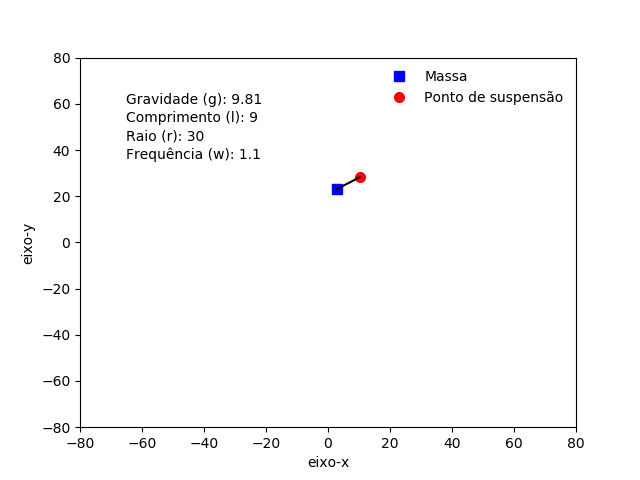 Massa
Ponto de suspensão
Gravidade (g): 9.81
Comprimento (l): 9
Raio (r): 30
Frequência (w): 1.1
80
60
40
20
0
−20
−40
−60
−80
eixo-y
−80 −60 −40 −20 0 20 40 60 80
eixo-x